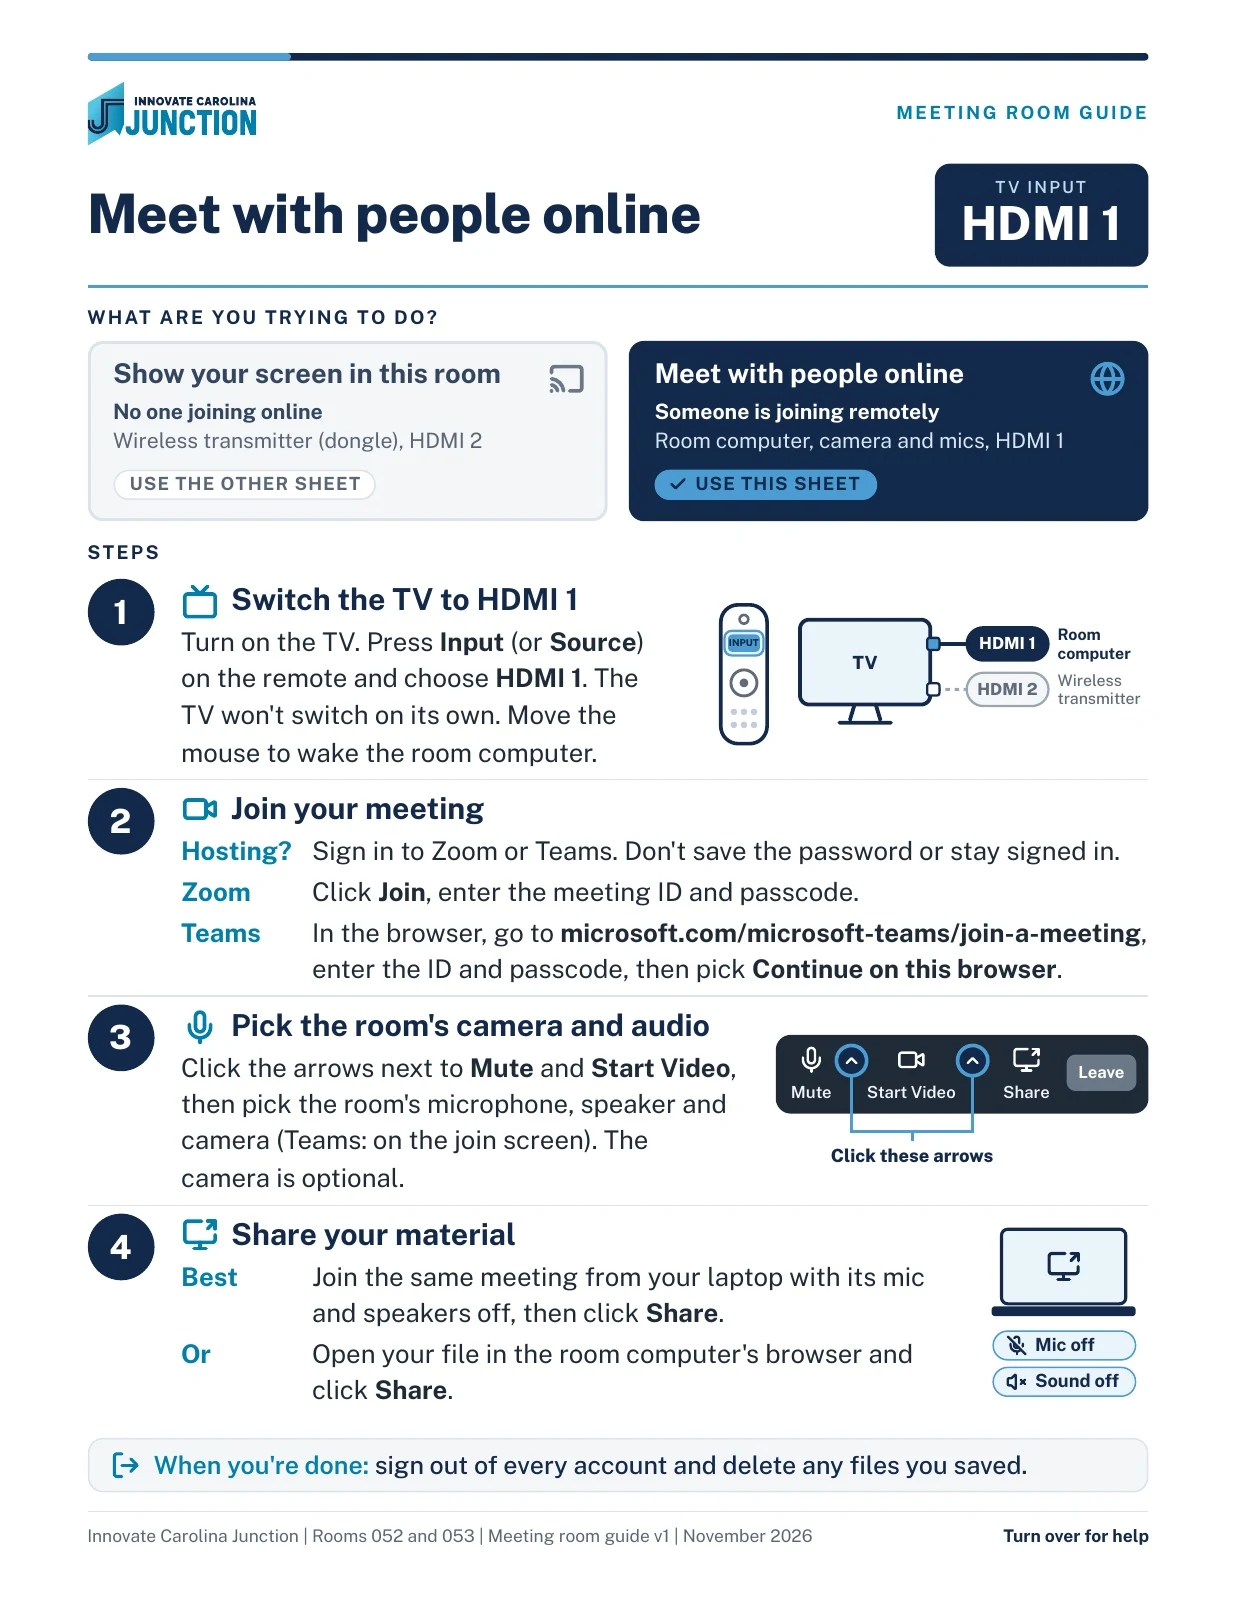 INNOVATE CAROLINA
JUNCTION
MEETING ROOM GUIDE
Meet with people online
TV INPUT
HDMI 1
WHAT ARE YOU TRYING TO DO?
Show your screen in this room
No one joining online
Wireless transmitter (dongle), HDMI 2
USE THE OTHER SHEET
Meet with people online
Someone is joining remotely
Room computer, camera and mics, HDMI 1
USE THIS SHEET
STEPS
1
Switch the TV to HDMI 1
Turn on the TV. Press Input (or Source)
on the remote and choose HDMI 1. The
TV won't switch on its own. Move the
mouse to wake the room computer.
INPUT
TV
HDMI 1
Room
computer
HDMI 2
Wireless
transmitter
2
Join your meeting
Hosting? Sign in to Zoom or Teams. Don't save the password or stay signed in.
Zoom Click Join, enter the meeting ID and passcode.
Teams In the browser, go to microsoft.com/microsoft-teams/join-a-meeting,
enter the ID and passcode, then pick Continue on this browser.
3
Pick the room's camera and audio
Click the arrows next to Mute and Start Video,
then pick the room's microphone, speaker and
camera (Teams: on the join screen). The
camera is optional.
Mute
Start Video
Share
Leave
Click these arrows
4
Share your material
Best Join the same meeting from your laptop with its mic
and speakers off, then click Share.
Or Open your file in the room computer's browser and
click Share.
Mic off
Sound off
When you're done: sign out of every account and delete any files you saved.
Innovate Carolina Junction | Rooms 052 and 053 | Meeting room guide v1 | November 2026
Turn over for help